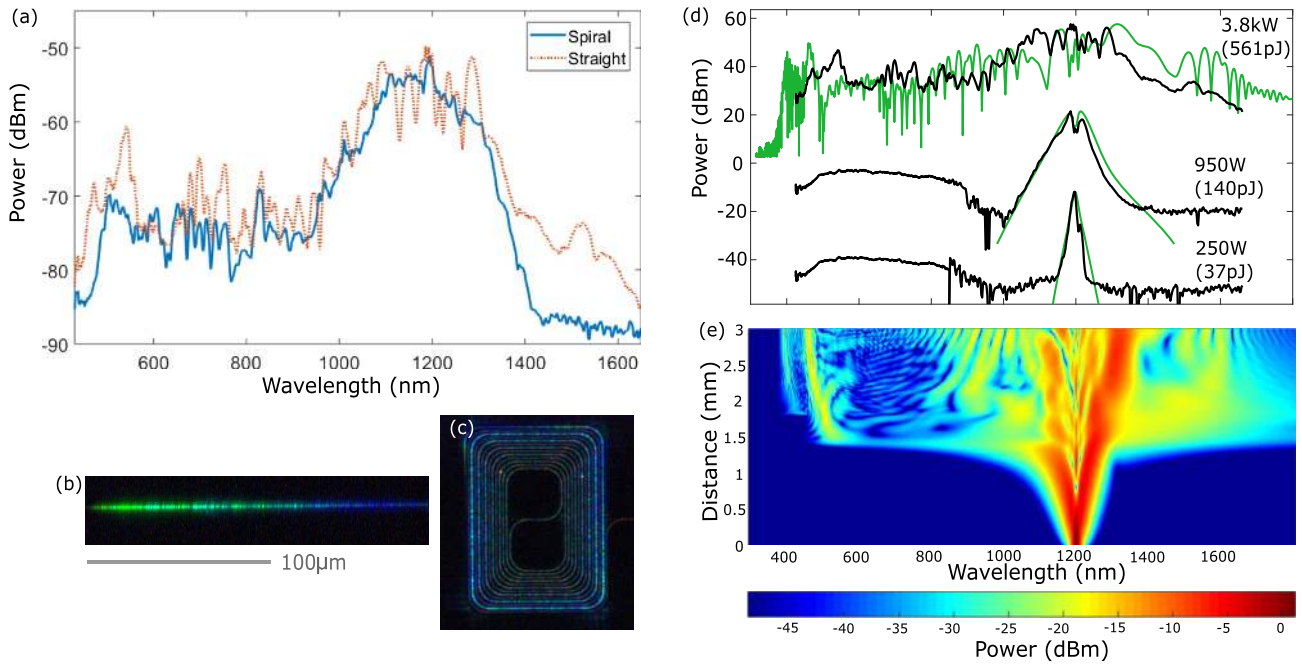 (a)
Power (dBm)
-50
-60
-70
-80
-90
Spiral
Straight
600
800
1000
1200
1400
1600
Wavelength (nm)
(b)
100μm
(c)
(d)
Power (dBm)
60
40
20
0
-20
-40
3.8kW
(561pJ)
950W
(140pJ)
250W
(37pJ)
(e)
Distance (mm)
3
2.5
2
1.5
1
0.5
0
400
600
800
1000
1200
1400
1600
Wavelength (nm)
-45
-40
-35
-30
-25
-20
-15
-10
-5
0
Power (dBm)